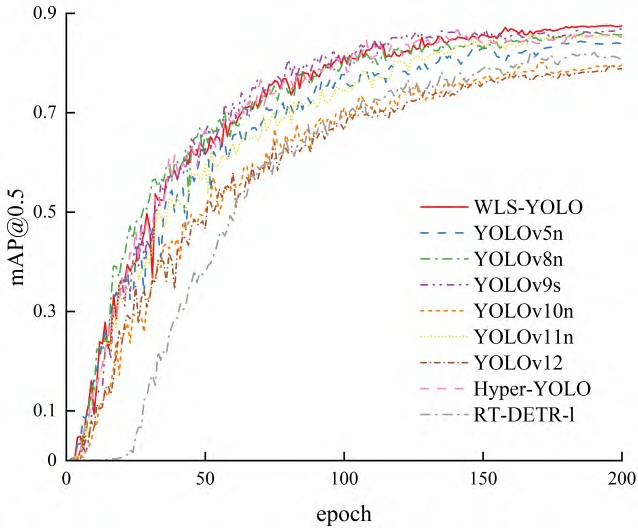 0.9
0.7
0.5
0.3
0.1
0
mAP@0.5
WLS-YOLO
YOLOv5n
YOLOv8n
YOLOv9s
YOLOv10n
YOLOv11n
YOLOv12
Hyper-YOLO
RT-DETR-l
0 50 100 150 200
epoch